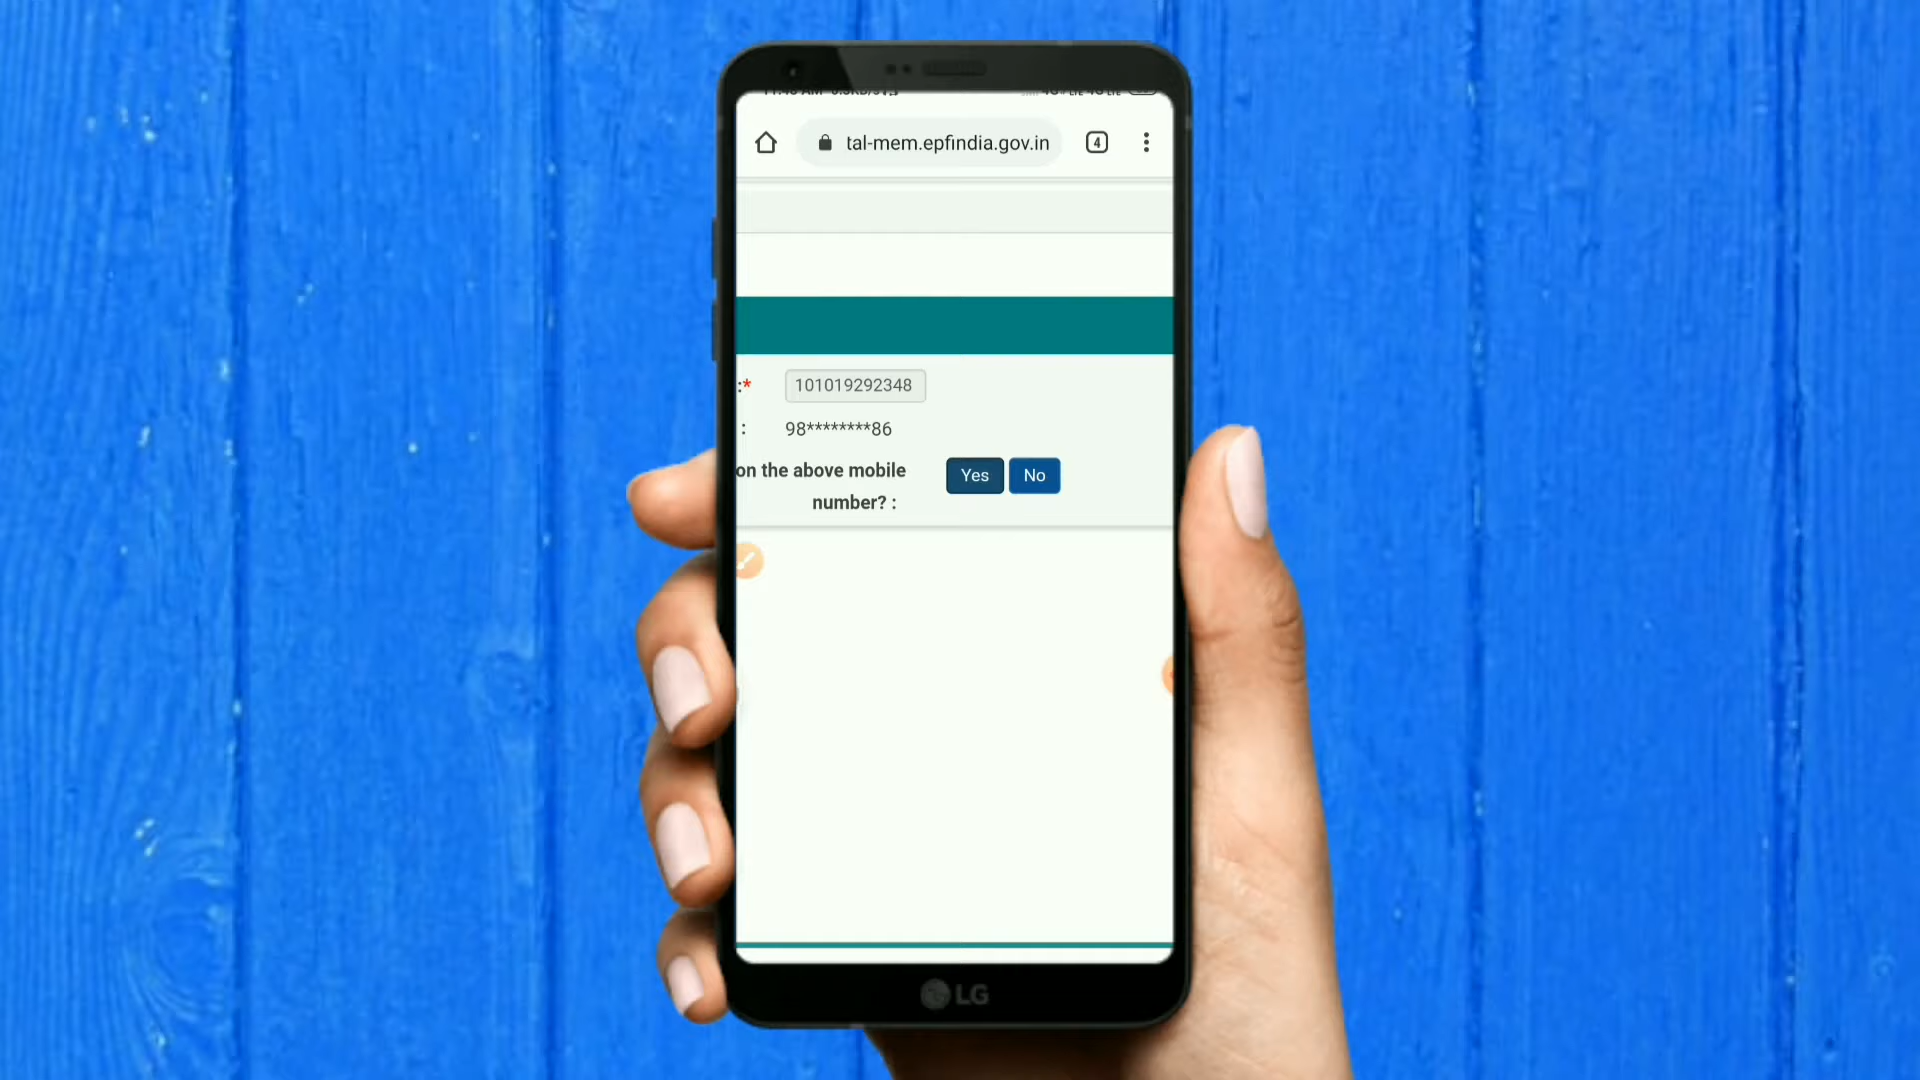 tal-mem.epfindia.gov.in
4
:*
101019292348
:
98********86
on the above mobile
number? :
Yes
No
LG